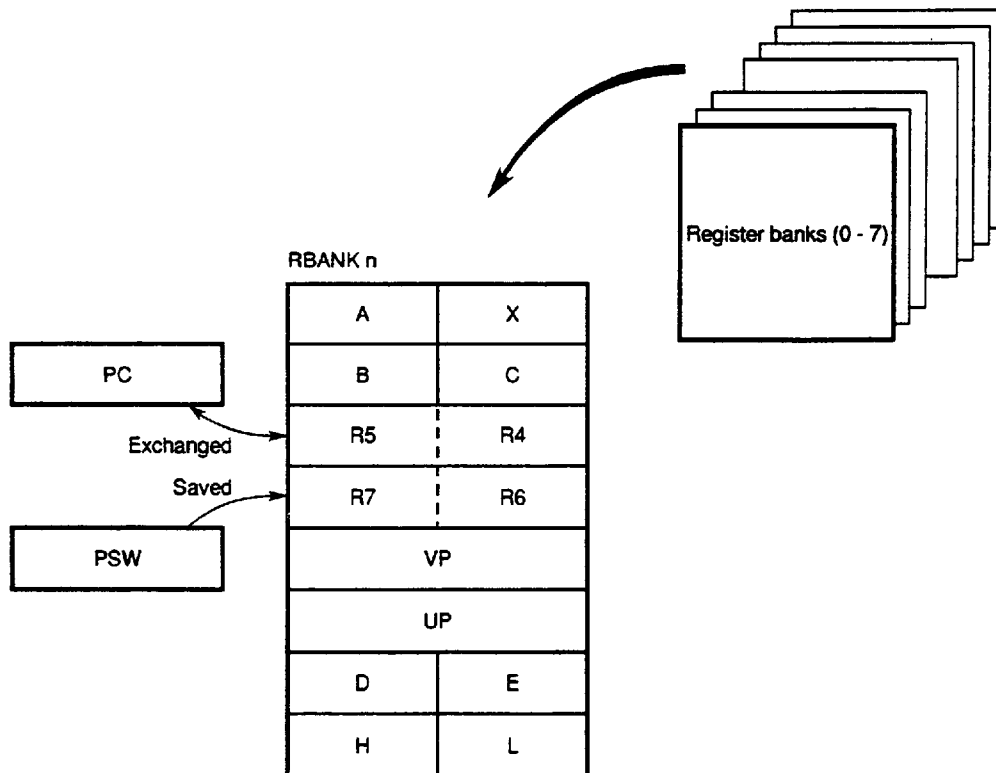 Register banks (0 - 7)
RBANK n
A X
PC
B C
Exchanged
R5 R4
Saved
R7 R6
PSW
VP
UP
D E
H L